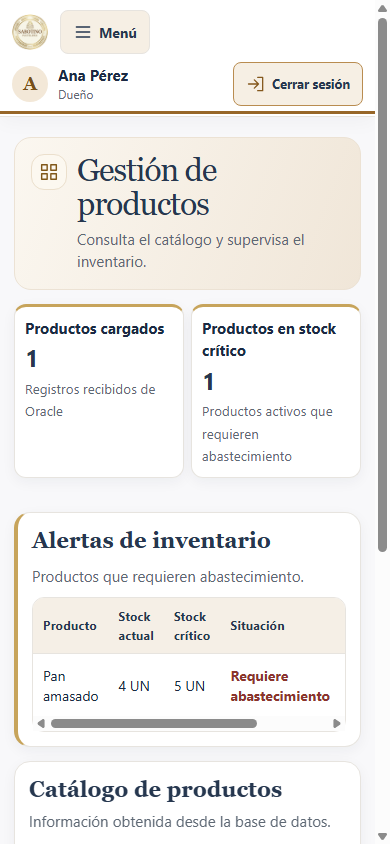 Menú
A
Ana Pérez
Dueño
Cerrar sesión
Gestión de
productos
Consulta el catálogo y supervisa el
inventario.
Productos cargados
1
Registros recibidos de
Oracle
Productos en stock
crítico
1
Productos activos que
requieren
abastecimiento
Alertas de inventario
Productos que requieren abastecimiento.
Producto
Stock
actual
Stock
crítico
Situación
Pan
amasado
4 UN
5 UN
Requiere
abastecimiento
Catálogo de productos
Información obtenida desde la base de datos.